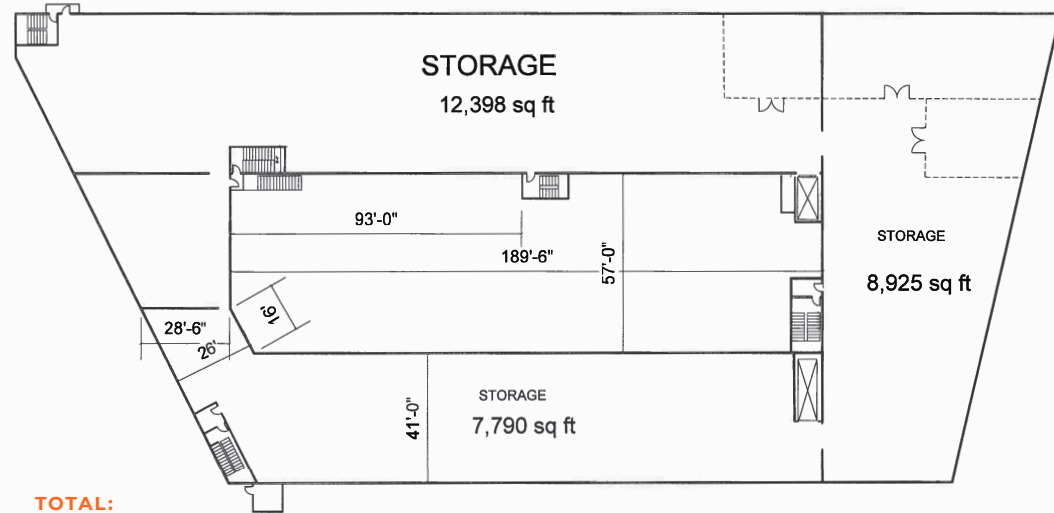 STORAGE
12,398 sq ft
93'-0"
189'-6"
57'-0"
STORAGE
8,925 sq ft
16'
28'-6"
26'
STORAGE
41'-0"
7,790 sq ft
TOTAL: